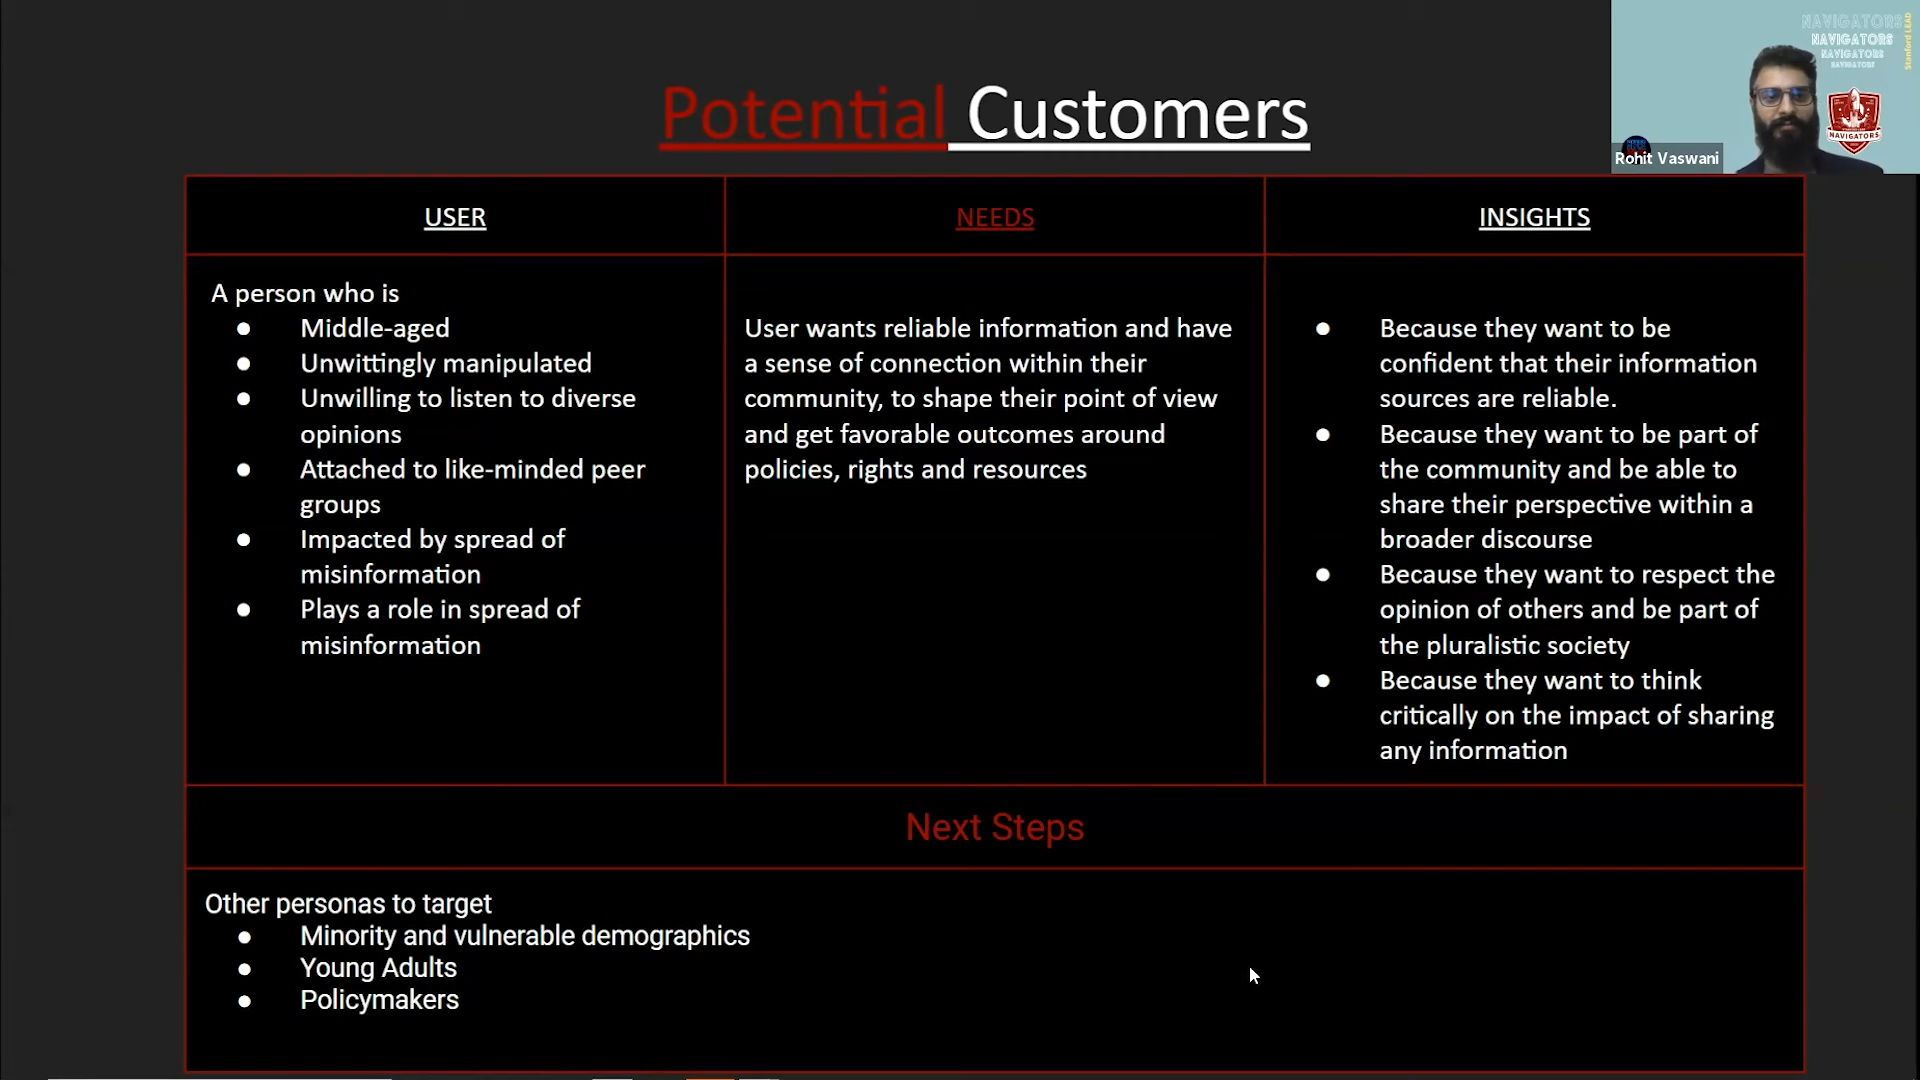 NAVIGATORS
NAVIGATORS
NAVIGATORS
NAVIGATORS
Stanford LEAD
NAVIGATORS
Rohit Vaswani
Potential Customers
USER
NEEDS
INSIGHTS
A person who is
● Middle-aged
● Unwittingly manipulated
● Unwilling to listen to diverse
opinions
● Attached to like-minded peer
groups
● Impacted by spread of
misinformation
● Plays a role in spread of
misinformation
User wants reliable information and have
a sense of connection within their
community, to shape their point of view
and get favorable outcomes around
policies, rights and resources
● Because they want to be
confident that their information
sources are reliable.
● Because they want to be part of
the community and be able to
share their perspective within a
broader discourse
● Because they want to respect the
opinion of others and be part of
the pluralistic society
● Because they want to think
critically on the impact of sharing
any information
Next Steps
Other personas to target
● Minority and vulnerable demographics
● Young Adults
● Policymakers